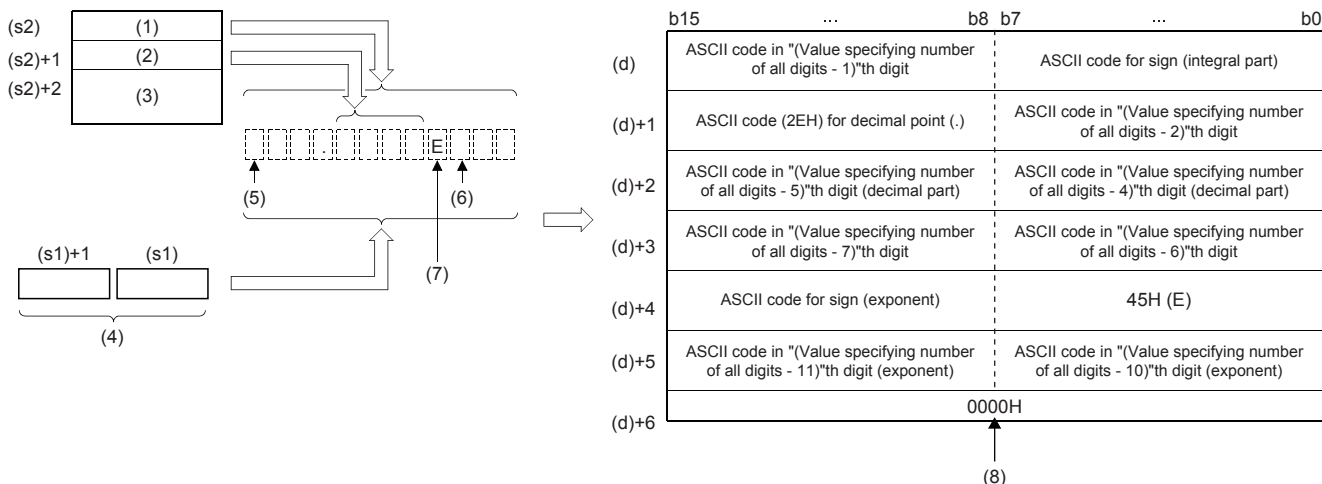 (s2)
(1)
(s2)+1
(2)
(s2)+2
(3)
.
E
(5)
(6)
(7)
(s1)+1
(s1)
(4)
b15
...
b8
b7
...
b0
(d)
ASCII code in "(Value specifying number
of all digits - 1)"th digit
ASCII code for sign (integral part)
(d)+1
ASCII code (2EH) for decimal point (.)
ASCII code in "(Value specifying number
of all digits - 2)"th digit
(d)+2
ASCII code in "(Value specifying number
of all digits - 5)"th digit (decimal part)
ASCII code in "(Value specifying number
of all digits - 4)"th digit (decimal part)
(d)+3
ASCII code in "(Value specifying number
of all digits - 7)"th digit
ASCII code in "(Value specifying number
of all digits - 6)"th digit
(d)+4
ASCII code for sign (exponent)
45H (E)
(d)+5
ASCII code in "(Value specifying number
of all digits - 11)"th digit (exponent)
ASCII code in "(Value specifying number
of all digits - 10)"th digit (exponent)
(d)+6
0000H
(8)